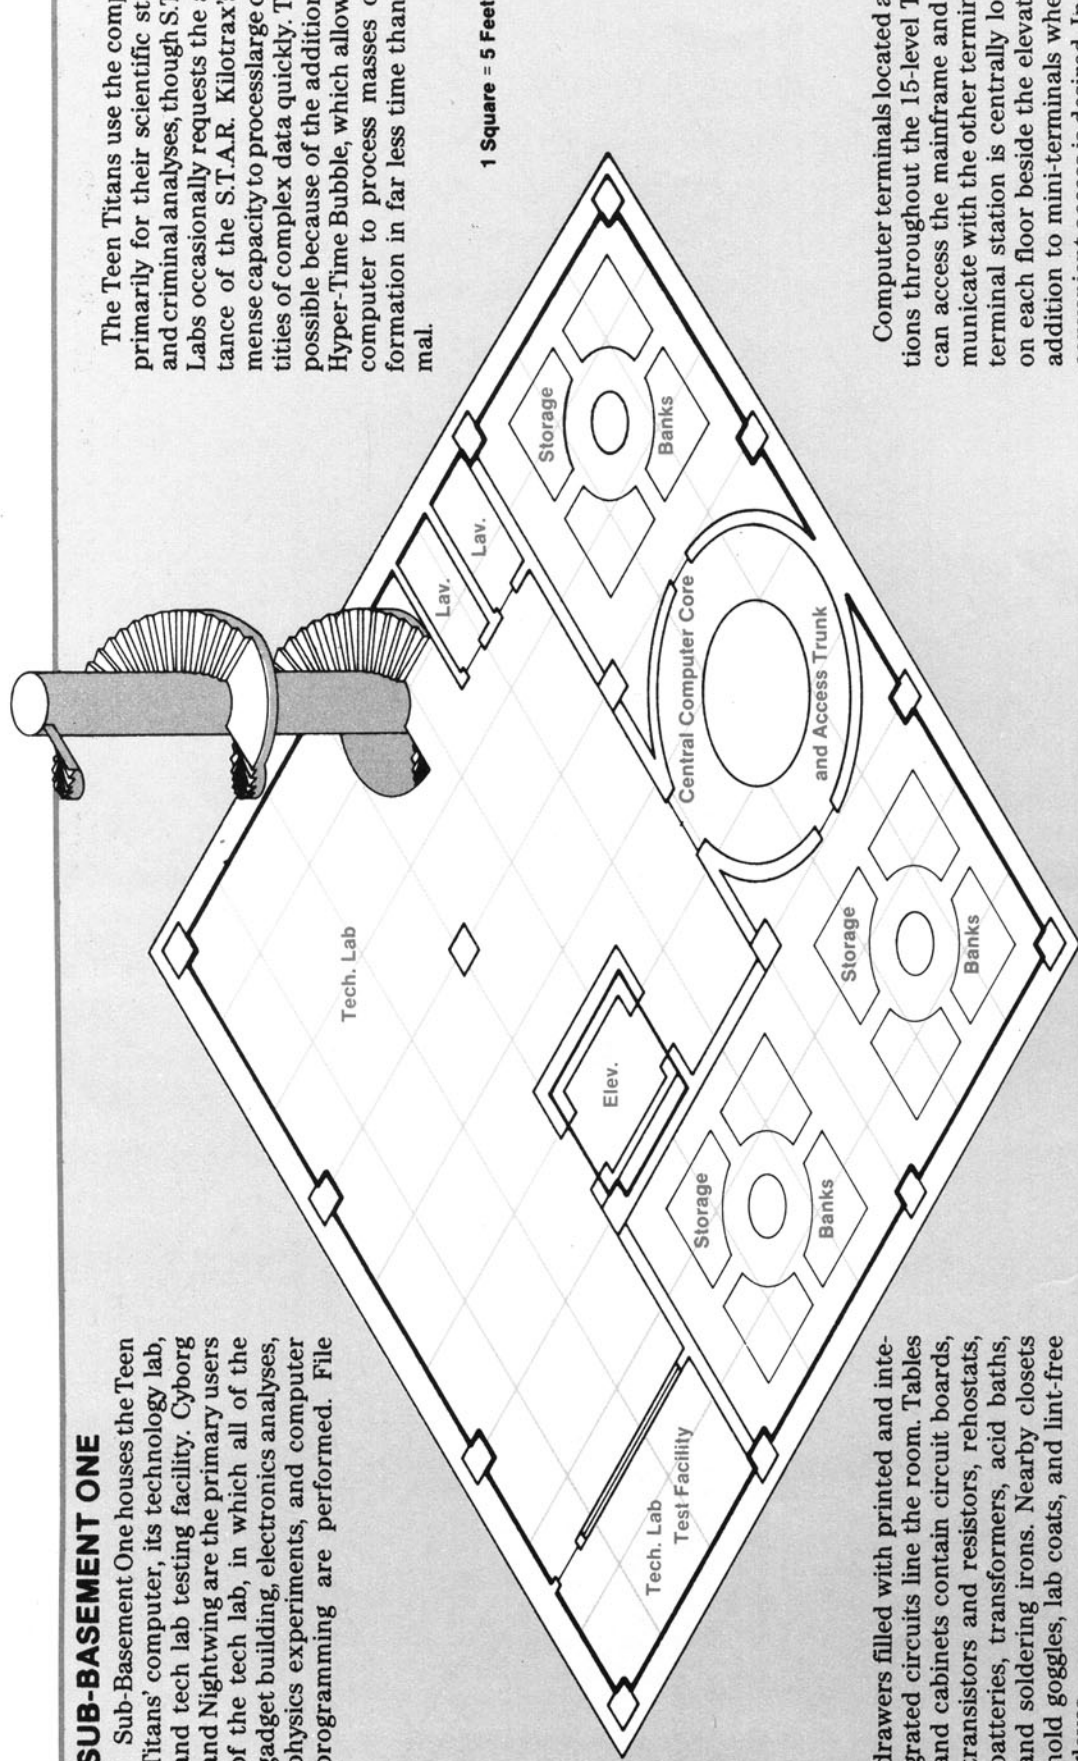 SUB-BASEMENT ONE
Sub-Basement One houses the Teen
Titans' computer, its technology lab,
and tech lab testing facility. Cyborg
and Nightwing are the primary users
of the tech lab, in which all of the
gadget building, electronics analyses,
physics experiments, and computer
programming are performed. File
drawers filled with printed and inte-
grated circuits line the room. Tables
and cabinets contain circuit boards,
transistors and resistors, rehostats,
batteries, transformers, acid baths,
and soldering irons. Nearby closets
hold goggles, lab coats, and lint-free
Tech. Lab
Elev.
Tech. Lab
Test Facility
Storage
Banks
Storage
Banks
Central Computer Core
and Access Trunk
Lav.
Lav.
Storage
Banks
The Teen Titans use the comp
primarily for their scientific st
and criminal analyses, though S.T
Labs occasionally requests the a
tance of the S.T.A.R. Kilotrax'
mense capacity to processlarge
tities of complex data quickly. T
possible because of the addition
Hyper-Time Bubble, which allow
computer to process masses o
formation in far less time than
mal.
1 Square = 5 Feet
Computer terminals located a
tions throughout the 15-level T
can access the mainframe and
municate with the other termin
terminal station is centrally lo
on each floor beside the elevat
addition to mini-terminals whe